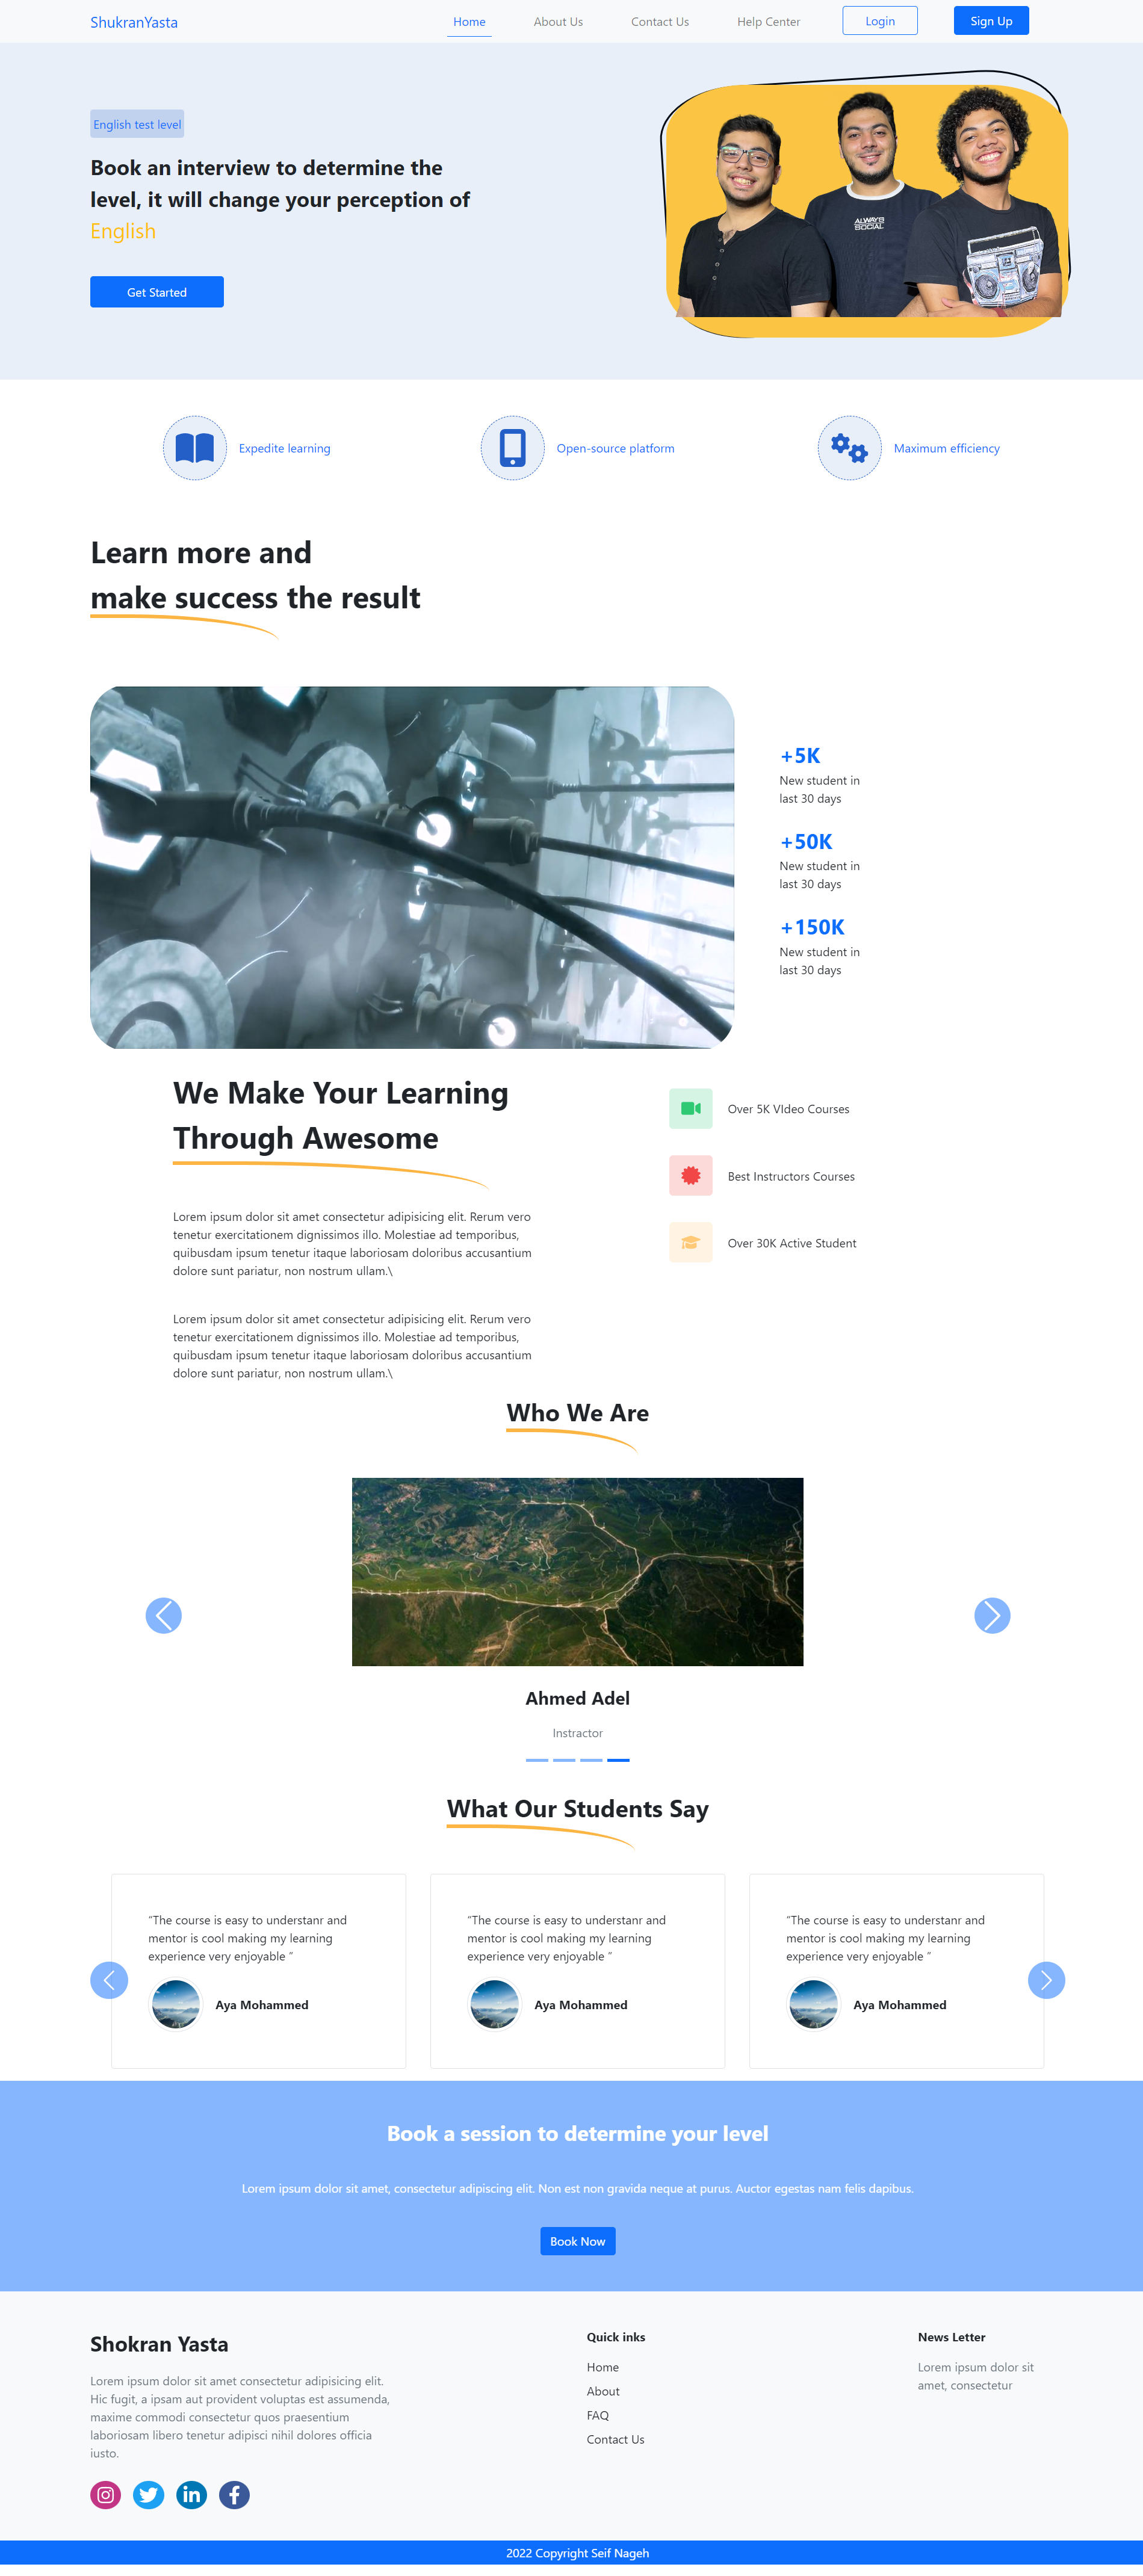 ShukranYasta
Home
About Us
Contact Us
Help Center
Login
Sign Up
English test level
Book an interview to determine the
level, it will change your perception of
English
Get Started
ALWAYS
SOCIAL
Expedite learning
Open-source platform
Maximum efficiency
Learn more and
make success the result
+5K
New student in
last 30 days
+50K
New student in
last 30 days
+150K
New student in
last 30 days
We Make Your Learning
Through Awesome
Lorem ipsum dolor sit amet consectetur adipisicing elit. Rerum vero
tenetur exercitationem dignissimos illo. Molestiae ad temporibus,
quibusdam ipsum tenetur itaque laboriosam doloribus accusantium
dolore sunt pariatur, non nostrum ullam.\
Lorem ipsum dolor sit amet consectetur adipisicing elit. Rerum vero
tenetur exercitationem dignissimos illo. Molestiae ad temporibus,
quibusdam ipsum tenetur itaque laboriosam doloribus accusantium
dolore sunt pariatur, non nostrum ullam.\
Over 5K VIdeo Courses
Best Instructors Courses
Over 30K Active Student
Who We Are
Ahmed Adel
Instractor
What Our Students Say
“The course is easy to understanr and
mentor is cool making my learning
experience very enjoyable ”
Aya Mohammed
“The course is easy to understanr and
mentor is cool making my learning
experience very enjoyable ”
Aya Mohammed
“The course is easy to understanr and
mentor is cool making my learning
experience very enjoyable ”
Aya Mohammed
Book a session to determine your level
Lorem ipsum dolor sit amet, consectetur adipiscing elit. Non est non gravida neque at purus. Auctor egestas nam felis dapibus.
Book Now
Shokran Yasta
Lorem ipsum dolor sit amet consectetur adipisicing elit.
Hic fugit, a ipsam aut provident voluptas est assumenda,
maxime commodi consectetur quos praesentium
laboriosam libero tenetur adipisci nihil dolores officia
iusto.
Quick inks
Home
About
FAQ
Contact Us
News Letter
Lorem ipsum dolor sit
amet, consectetur
2022 Copyright Seif Nageh